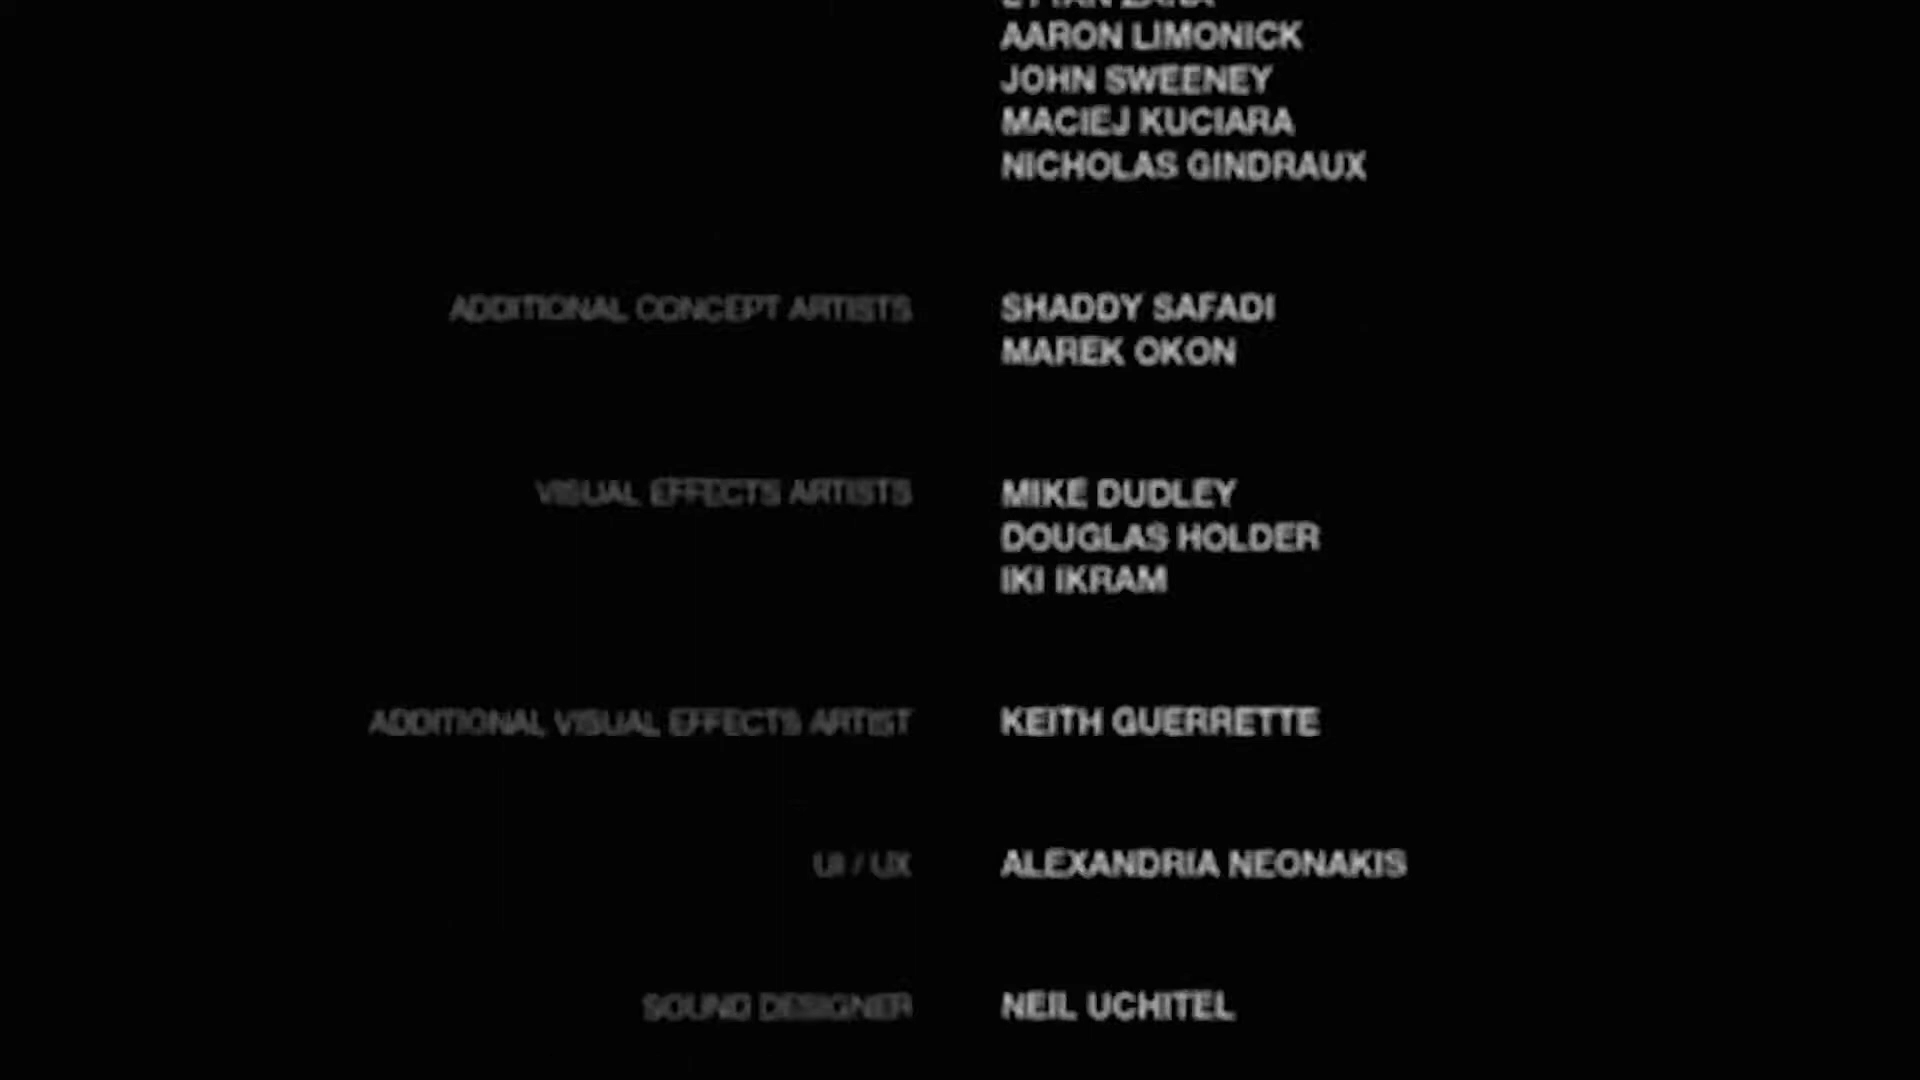 AARON LIMONICK
JOHN SWEENEY
MACIEJ KUCIARA
NICHOLAS GINDRAUX
ADDITIONAL CONCEPT ARTISTS SHADDY SAFADI
MAREK OKON
VISUAL EFFECTS ARTISTS MIKE DUDLEY
DOUGLAS HOLDER
IKI IKRAM
ADDITIONAL VISUAL EFFECTS ARTIST KEITH GUERRETTE
UI / UX ALEXANDRIA NEONAKIS
SOUND DESIGNER NEIL UCHITEL